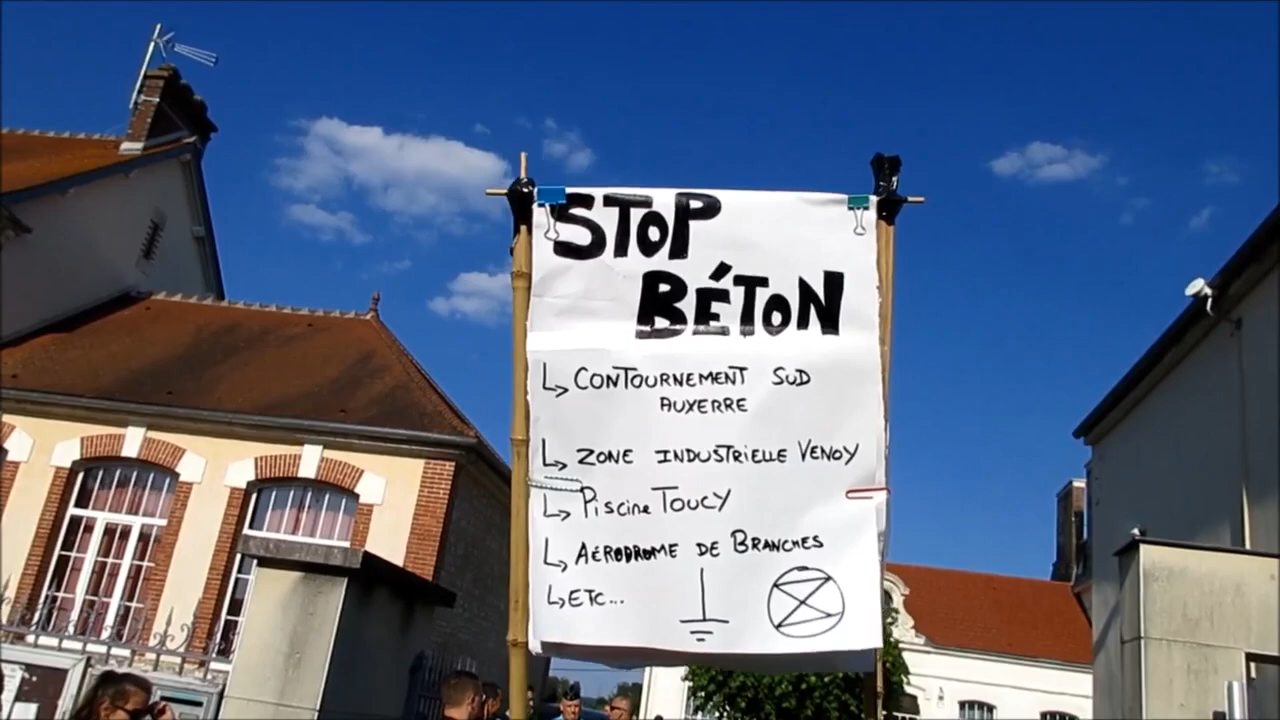 STOP
BÉTON
↳ CONTOURNEMENT SUD
AUXERRE
↳ ZONE INDUSTRIELLE VENOY
↳ Piscine TOUCY
↳ AÉRODROME DE BRANCHES
↳ ETC...